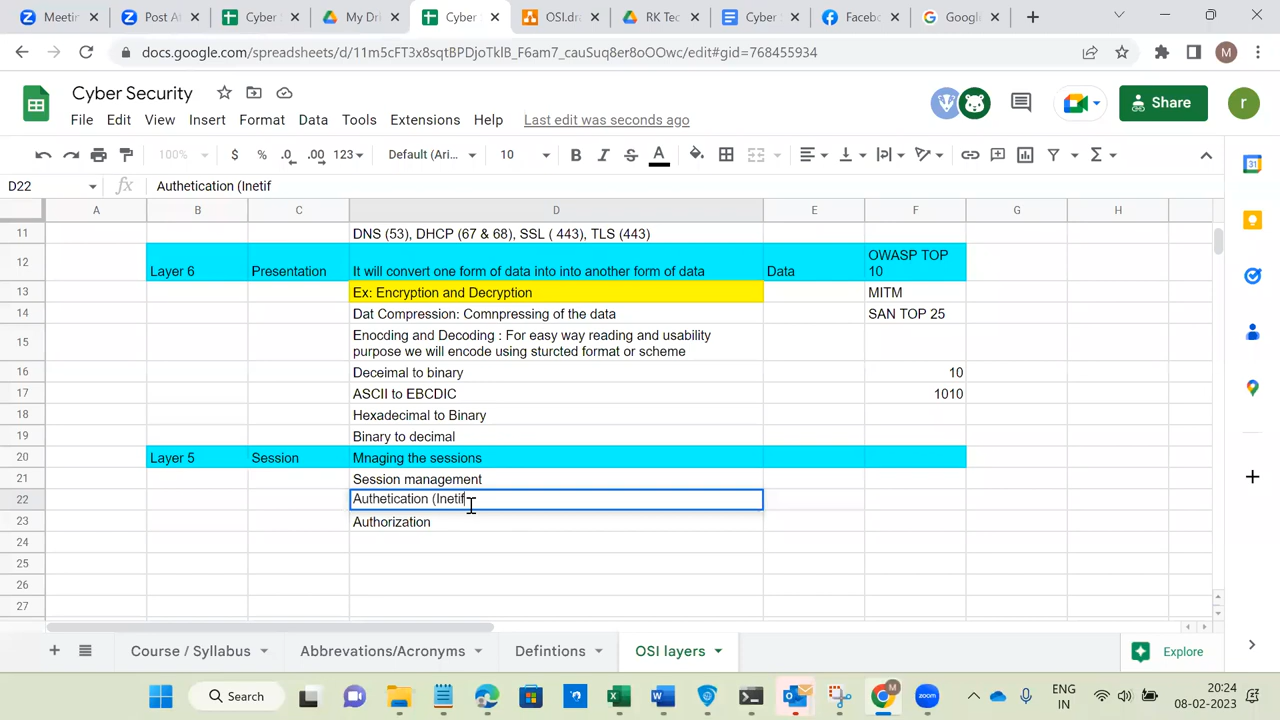 Meetin
Post A
Cyber
My Dri
Cyber S
OSI.dra
RK Tec
Cyber
Faceb
Googl
docs.google.com/spreadsheets/d/11m5cFT3x8sqtBPDjoTklB_F6am7_cauSuq8er8oOOwc/edit#gid=768455934
M
Cyber Security
Share
r
File Edit View Insert Format Data Tools Extensions Help Last edit was seconds ago
100% $ % .0 .00 123 Default (Ari... 10 B I S A
D22 fx Authetication (Inetif
A B C D E F G H
11 DNS (53), DHCP (67 & 68), SSL ( 443), TLS (443)
12 Layer 6 Presentation It will convert one form of data into into another form of data Data OWASP TOP
10
13 Ex: Encryption and Decryption MITM
14 Dat Compression: Comnpressing of the data SAN TOP 25
15 Enocding and Decoding : For easy way reading and usability
purpose we will encode using sturcted format or scheme
16 Deceimal to binary 10
17 ASCII to EBCDIC 1010
18 Hexadecimal to Binary
19 Binary to decimal
20 Layer 5 Session Mnaging the sessions
21 Session management
22 Authetication (Inetif
23 Authorization
24
25
26
27
Course / Syllabus Abbrevations/Acronyms Defintions OSI layers Explore
Search zoom ENG
IN
20:24
08-02-2023